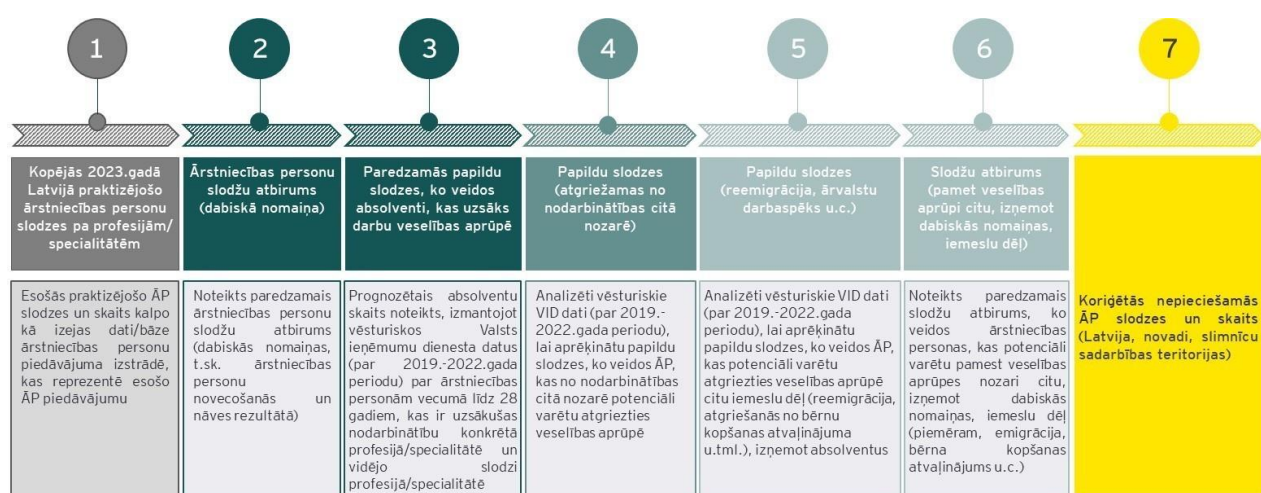 1
2
3
4
5
6
7
Kopējās 2023.gadā
Latvijā praktizējošo
ārstniecības personu
slodzes pa profesijām/
specialitātēm
Ārstniecības personu
slodžu atbirums
(dabiskā nomaiņa)
Paredzamās papildu
slodzes, ko veidos
absolventi, kas uzsāks
darbu veselības aprūpē
Papildu slodzes
(atgriežamas no
nodarbinātības citā
nozarē)
Papildu slodzes
(reemigrācija, ārvalstu
darbaspēks u.c.)
Slodžu atbirums
(pamet veselības
aprūpi citu, izņemot
dabiskās nomaiņas,
iemeslu dēļ)
Esošās praktizējošo ĀP
slodzes un skaits kalpo
kā izejas dati/bāze
ārstniecības personu
piedāvājuma izstrādē,
kas reprezentē esošo
ĀP piedāvājumu
Noteikts paredzamais
ārstniecības personu
slodžu atbirums
(dabiskās nomaiņas,
t.sk. ārstniecības
personu
novecošanās un
nāves rezultātā)
Prognozētais absolventu
skaits noteikts, izmantojot
vēsturiskos Valsts
ieņēmumu dienesta datus
(par 2019.-2022.gada
periodu) par ārstniecības
personām vecumā līdz 28
gadiem, kas ir uzsākušas
nodarbinātību konkrētā
profesijā/specialitātē un
vidējo slodzi
profesijā/specialitātē
Analizēti vēsturiskie
VID dati (par 2019.-
2022.gada periodu),
lai aprēķinātu papildu
slodzes, ko veidos ĀP,
kas no nodarbinātības
citā nozarē potenciāli
varētu atgriezties
veselības aprūpē
Analizēti vēsturiskie VID dati
(par 2019.-2022.gada
periodu), lai aprēķinātu
papildu slodzes, ko veidos ĀP,
kas potenciāli varētu
atgriezties veselības aprūpē
citu iemeslu dēļ (reemigrācija,
atgriešanās no bērnu
kopšanas atvaļinājuma
u.tml.), izņemot absolventus
Noteikts paredzamais
slodžu atbirums, ko
veidos ārstniecības
personas, kas potenciāli
varētu pamest veselības
aprūpes nozari citu,
izņemot dabiskās
nomaiņas, iemeslu dēļ
(piemēram, emigrācija,
bērna kopšanas
atvaļinājums u.c.)
Koriģētās nepieciešamās
ĀP slodzes un skaits
(Latvija, novadi, slimnīcu
sadarbības teritorijas)